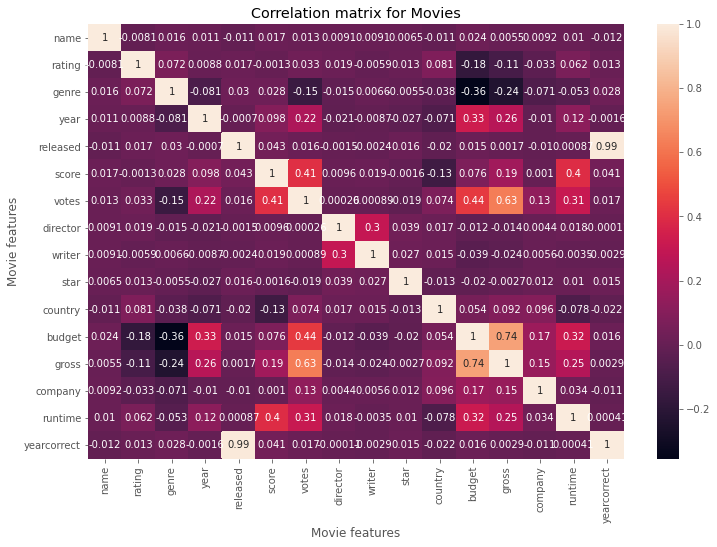 Correlation matrix for Movies
name 1 -0.0081 0.016 0.011 -0.011 0.017 0.013 0.0091 -0.0091 0.0065 -0.011 0.024 0.0055 0.0092 0.01 -0.012
rating -0.0081 1 0.072 0.0088 0.017 -0.0013 0.033 0.019 -0.0059 0.013 0.081 -0.18 -0.11 -0.033 0.062 0.013
genre 0.016 0.072 1 -0.081 0.03 0.028 -0.15 -0.015 0.0066 -0.0055 -0.038 -0.36 -0.24 -0.071 -0.053 0.028
year 0.011 0.0088 -0.081 1 -0.0007 0.098 0.22 -0.021 -0.0087 -0.027 -0.071 0.33 0.26 -0.01 0.12 -0.0016
released -0.011 0.017 0.03 -0.0007 1 0.043 0.016 -0.0015 -0.0024 0.016 -0.02 0.015 0.0017 -0.01 0.00087 0.99
score 0.017 -0.0013 0.028 0.098 0.043 1 0.41 0.0096 0.019 -0.0016 -0.13 0.076 0.19 0.001 0.4 0.041
votes 0.013 0.033 -0.15 0.22 0.016 0.41 1 0.00026 0.00089 -0.019 0.074 0.44 0.63 0.13 0.31 0.017
director 0.0091 0.019 -0.015 -0.021 -0.0015 0.0096 0.00026 1 0.3 0.039 0.017 -0.012 -0.014 0.0044 0.018
writer -0.0091 -0.0059 0.0066 -0.0087 -0.0024 0.019 0.00089 0.3 1 0.027 0.015 -0.039 -0.024 0.0056 -0.0035 -0.0029
star 0.0065 0.013 -0.0055 -0.027 0.016 -0.0016 -0.019 0.039 0.027 1 -0.013 -0.02 -0.0027 0.012 0.01 0.015
country -0.011 0.081 -0.038 -0.071 -0.02 -0.13 0.074 0.017 0.015 -0.013 1 0.054 0.092 0.096 -0.078 -0.022
budget 0.024 -0.18 -0.36 0.33 0.015 0.076 0.44 -0.012 -0.039 -0.02 0.054 1 0.74 0.17 0.32 0.016
gross 0.0055 -0.11 -0.24 0.26 0.0017 0.19 0.63 -0.014 -0.024 -0.0027 0.092 0.74 1 0.15 0.25 0.0029
company 0.0092 -0.033 -0.071 -0.01 -0.01 0.001 0.13 0.0044 0.0056 0.012 0.096 0.17 0.15 1 0.034 -0.011
runtime 0.01 0.062 -0.053 0.12 0.00087 0.4 0.31 0.018 -0.0035 0.01 -0.078 0.32 0.25 0.034 1 0.00041
yearcorrect -0.012 0.013 0.028 -0.0016 0.99 0.041 0.017 -0.00011 -0.0029 0.015 -0.022 0.016 0.0029 -0.011 0.00041 1
name rating genre year released score votes director writer star country budget gross company runtime yearcorrect
Movie features
Movie features
1.0
0.8
0.6
0.4
0.2
0.0
−0.2